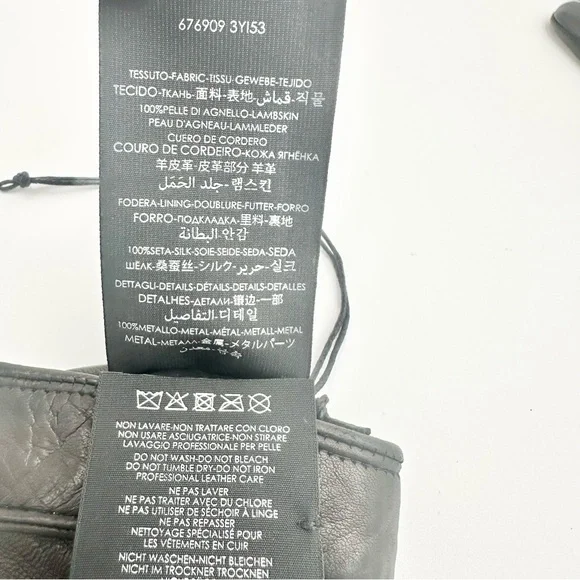 676909 3YI53
TESSUTO-FABRIC-TISSU-GEWEBE-TEJIDO
TECIDO-ТКАНЬ-面料-表地-قماش-직물
100%PELLE DI AGNELLO-LAMBSKIN
PEAU D'AGNEAU-LAMMLEDER
CUERO DE CORDERO
COURO DE CORDEIRO-КОЖА ЯГНЁНКА
羊皮革-皮革部分 羊革
جلد الحَمَل-램스킨
FODERA-LINING-DOUBLURE-FUTTER-FORRO
FORRO-ПОДКЛАДКА-里料-裏地
البطانة-안감
100%SETA-SILK-SOIE-SEIDE-SEDA-SEDA
ШЁЛК-桑蚕丝-シルク-حرير-실크
DETTAGLI-DETAILS-DÉTAILS-DETAILS-DETALLES
DETALHES-ДЕТАЛИ-镶边-一部
التفاصيل-디테일
100%METALLO-METAL-MÉTAL-METALL-METAL
METAL-МЕТАЛЛ-金属-メタルパーツ
NON LAVARE-NON TRATTARE CON CLORO
NON USARE ASCIUGATRICE-NON STIRARE
LAVAGGIO PROFESSIONALE PER PELLE
DO NOT WASH-DO NOT BLEACH
DO NOT TUMBLE DRY-DO NOT IRON
PROFESSIONAL LEATHER CARE
NE PAS LAVER
NE PAS TRAITER AVEC DU CHLORE
NE PAS UTILISER DE SÉCHOIR À LINGE
NE PAS REPASSER
NETTOYAGE SPÉCIALISÉ POUR
LES VÊTEMENTS EN CUIR
NICHT WASCHEN-NICHT BLEICHEN
NICHT IM TROCKNER TROCKNEN